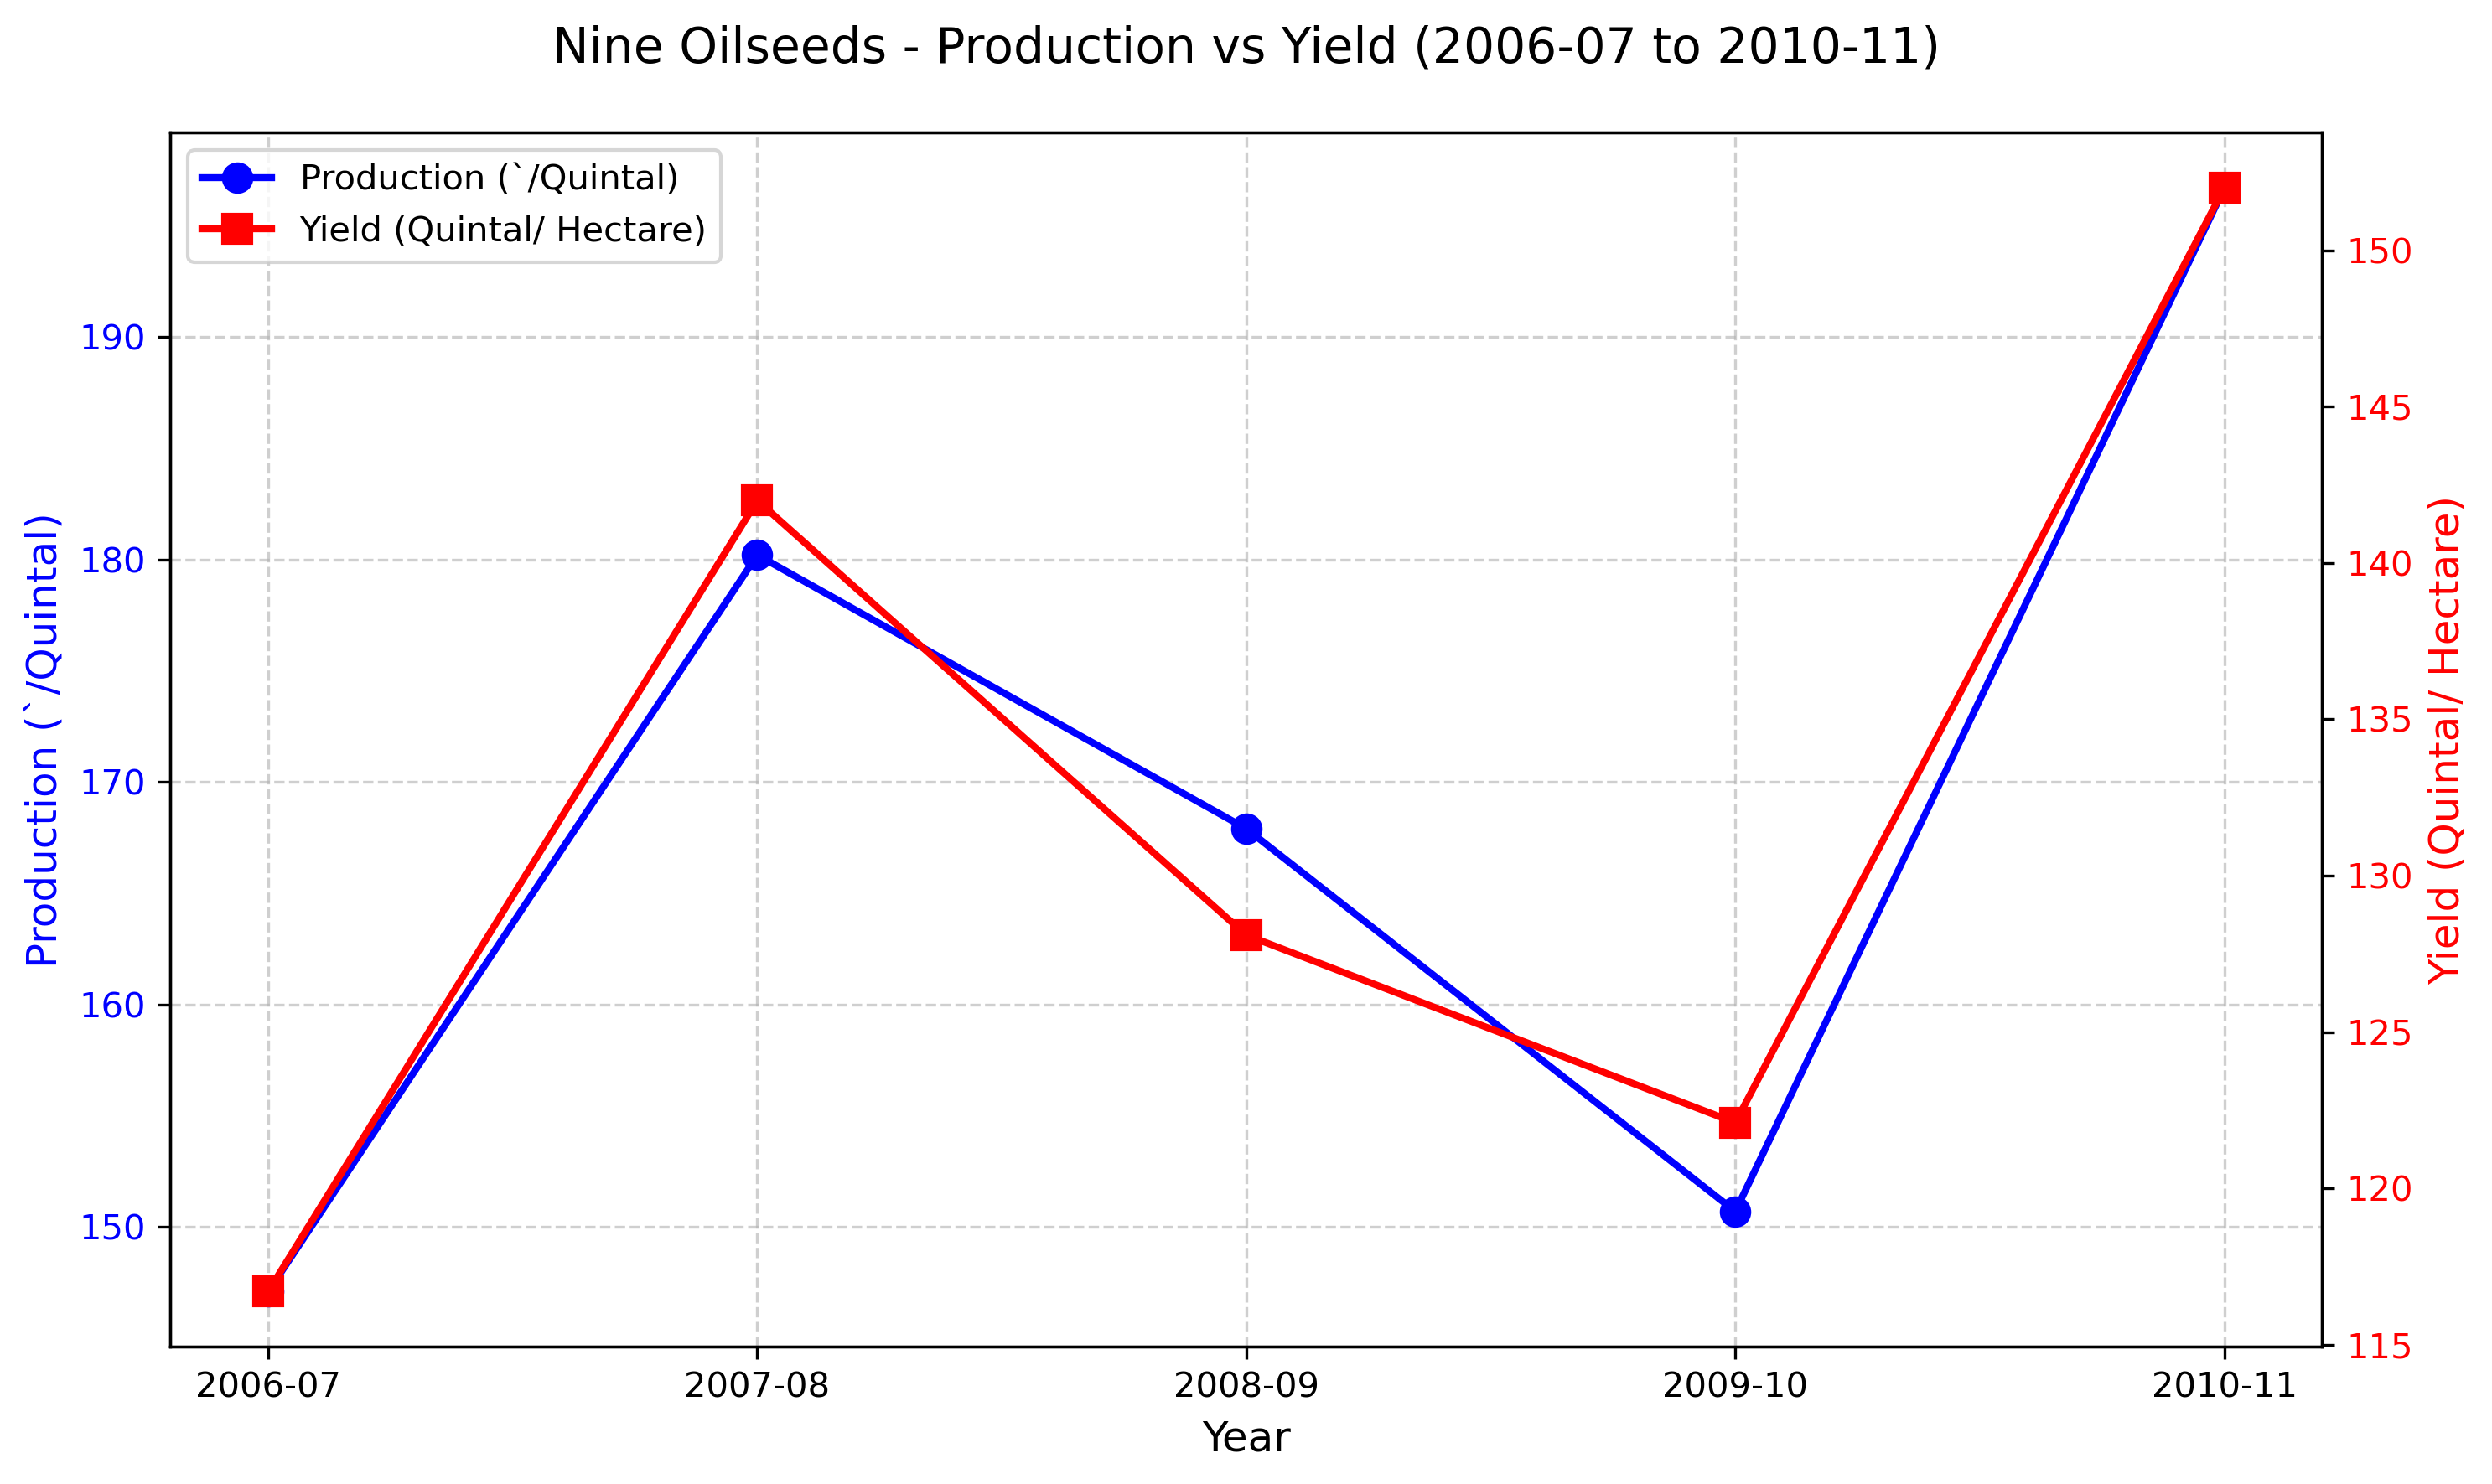 Nine Oilseeds - Production vs Yield (2006-07 to 2010-11)
Production (`/Quintal)
Yield (Quintal/ Hectare)
190
180
170
160
150
Production (`/Quintal)
150
145
140
135
130
125
120
115
Yield (Quintal/ Hectare)
2006-07 2007-08 2008-09 2009-10 2010-11
Year